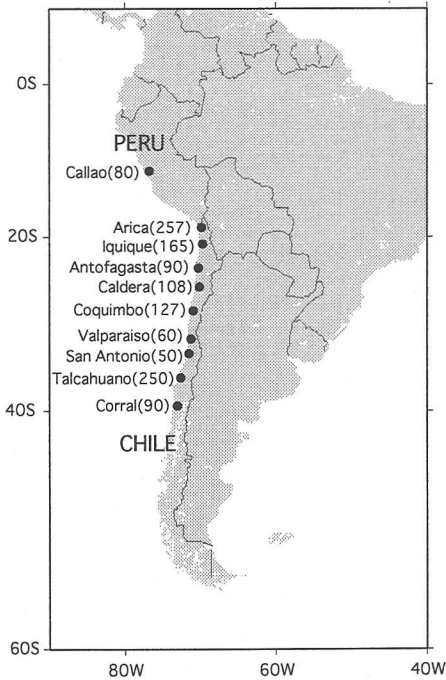 0S
PERU
Callao(80)
Arica(257)
20S
Iquique(165)
Antofagasta(90)
Caldera(108)
Coquimbo(127)
Valparaiso(60)
San Antonio(50)
Talcahuano(250)
Corral(90)
40S
CHILE
60S
80W 60W 40W